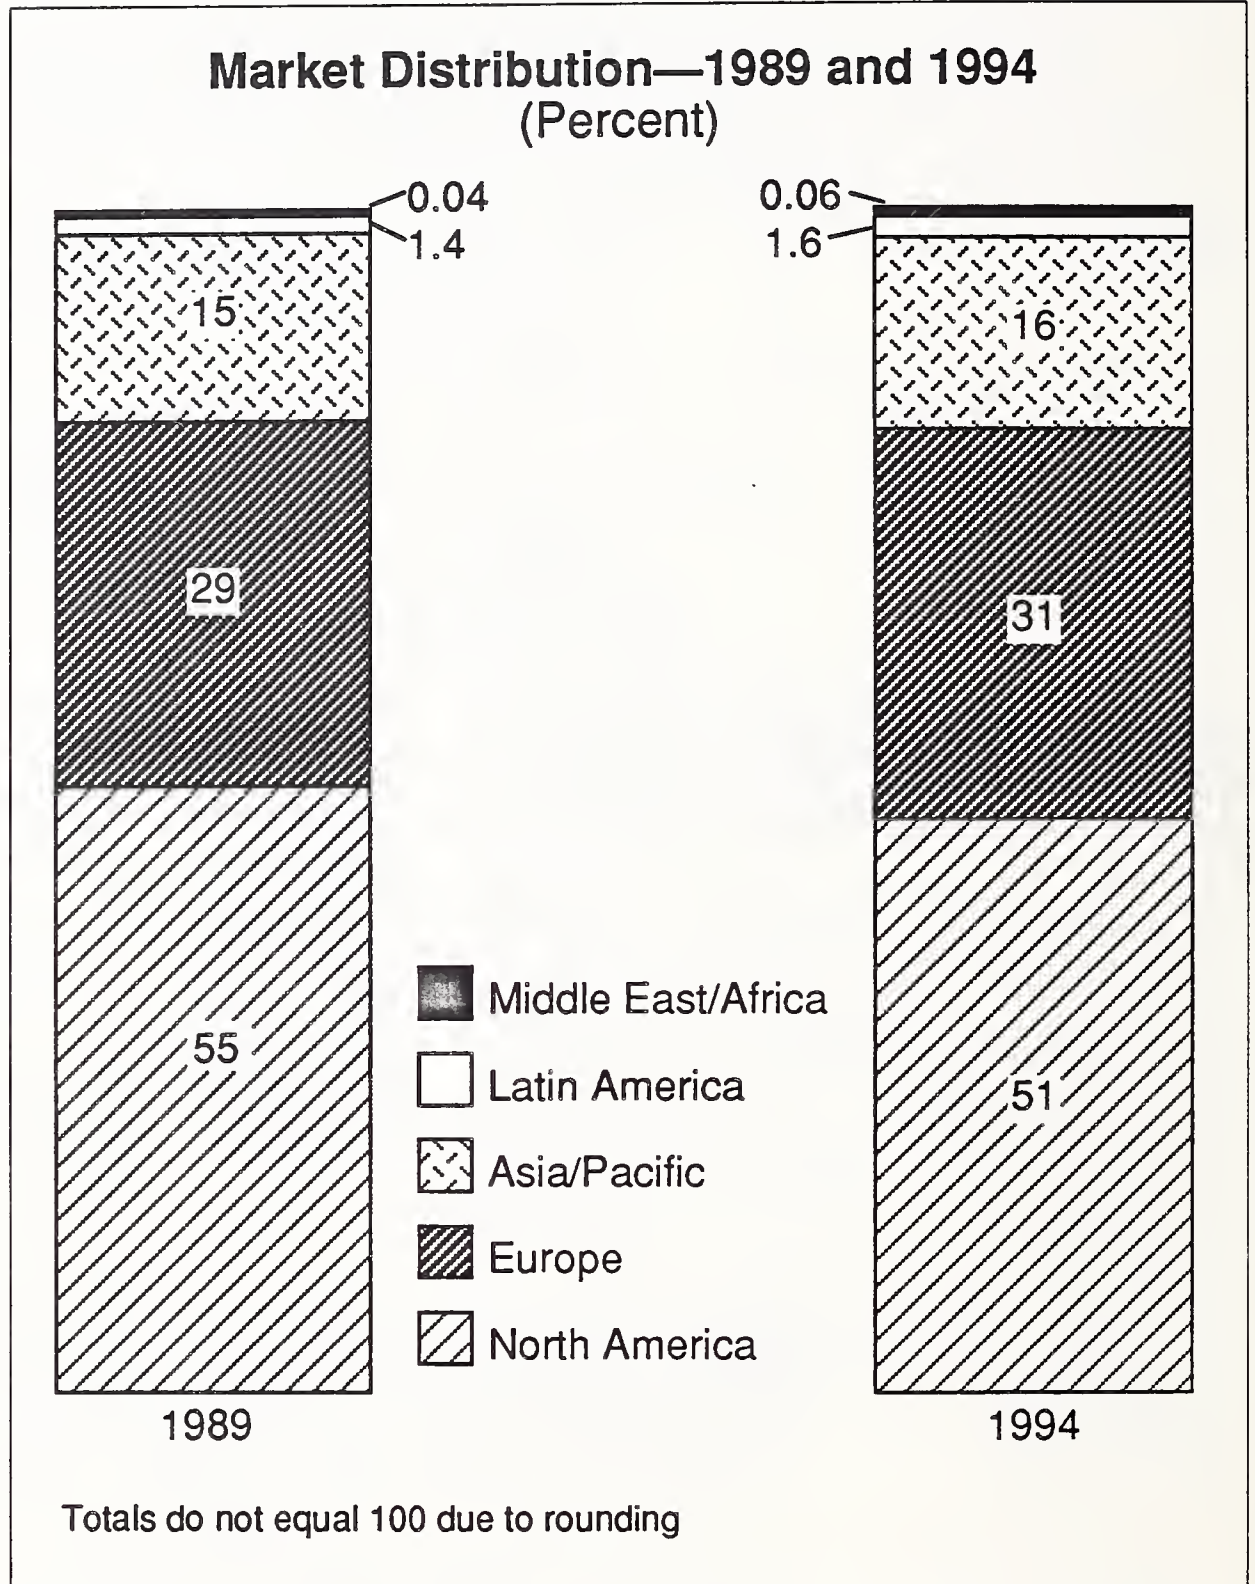 Market Distribution—1989 and 1994
(Percent)
0.04
1.4
15
29
55
1989
0.06
1.6
16
31
51
1994
Middle East/Africa
Latin America
Asia/Pacific
Europe
North America
Totals do not equal 100 due to rounding